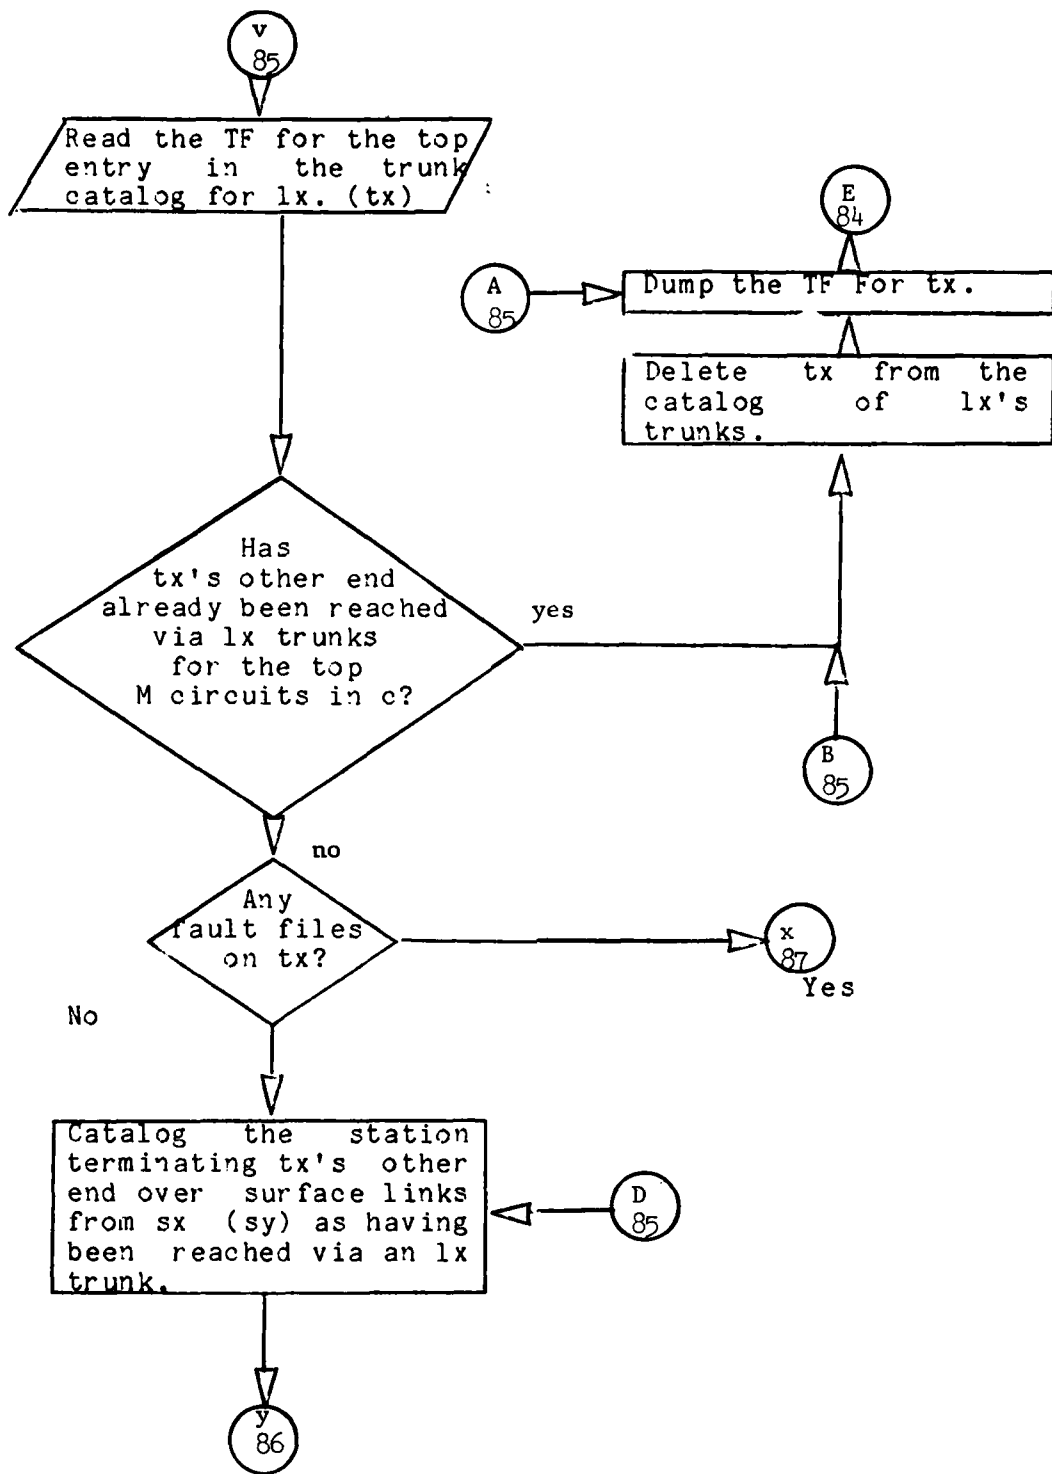 v
85
Read the TF for the top
entry in the trunk
catalog for lx. (tx)
E
84
A
85
Dump the TF For tx.
Delete tx from the
catalog of lx's
trunks.
Has
tx's other end
already been reached
via lx trunks
for the top
M circuits in c?
yes
B
85
no
Any
fault files
on tx?
x
87
Yes
No
Catalog the station
terminating tx's other
end over surface links
from sx (sy) as having
been reached via an lx
trunk.
D
85
y
86